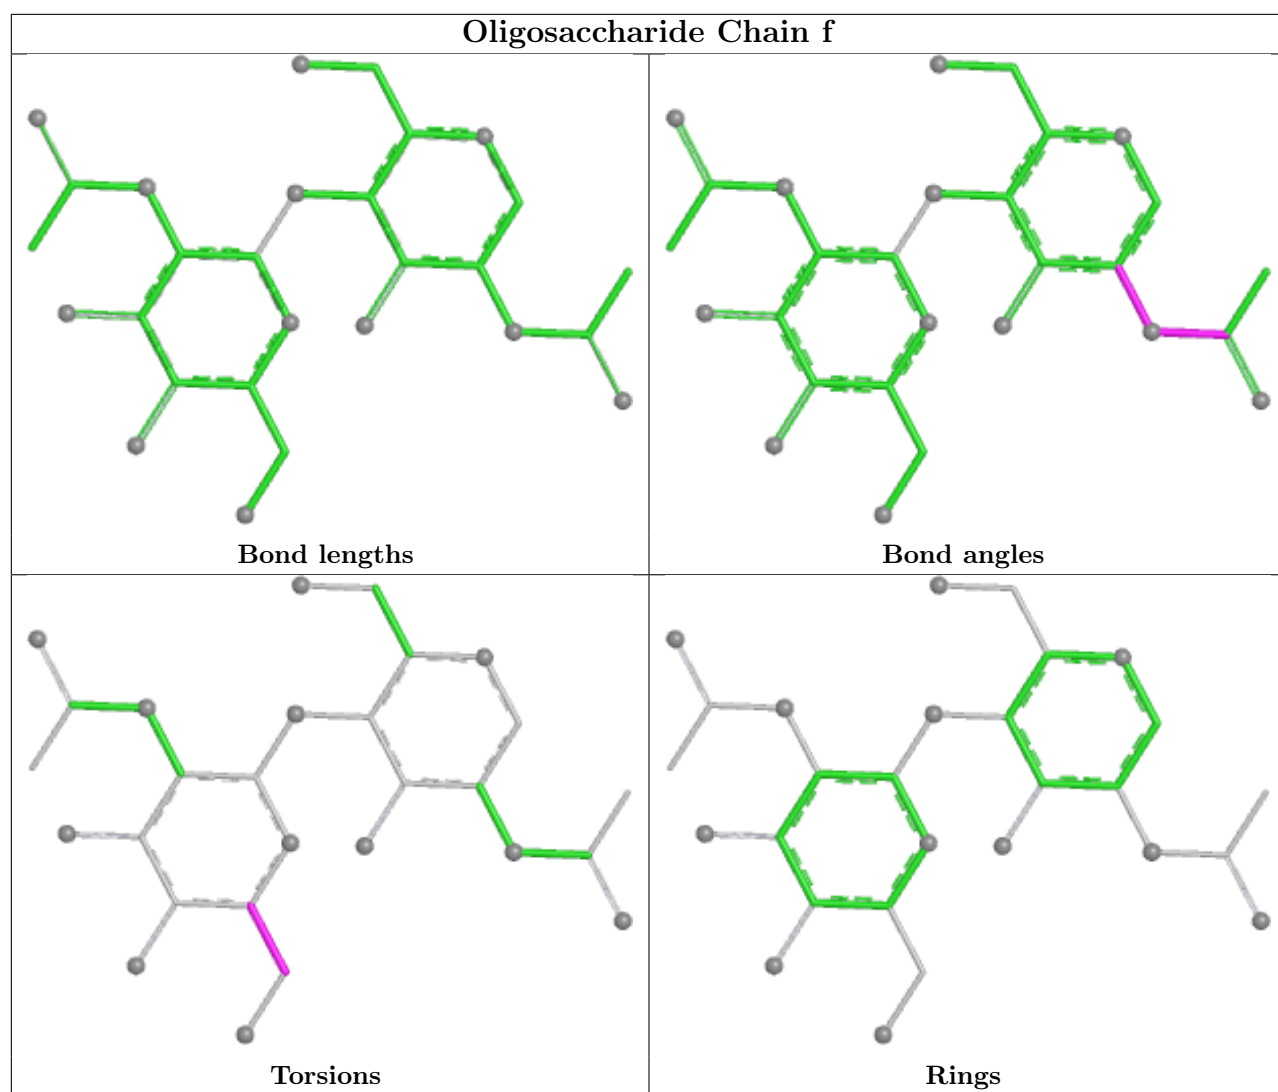 Oligosaccharide Chain f
Bond lengths
Bond angles
Torsions
Rings